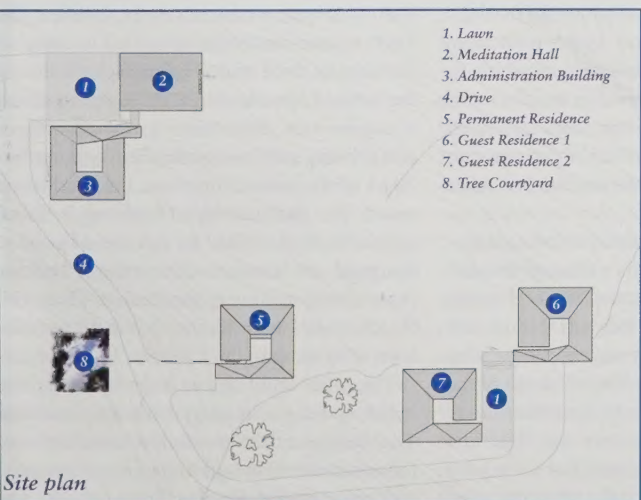 1. Lawn
2. Meditation Hall
3. Administration Building
4. Drive
5. Permanent Residence
6. Guest Residence 1
7. Guest Residence 2
8. Tree Courtyard
1
2
3
4
5
6
8
7
1
Site plan